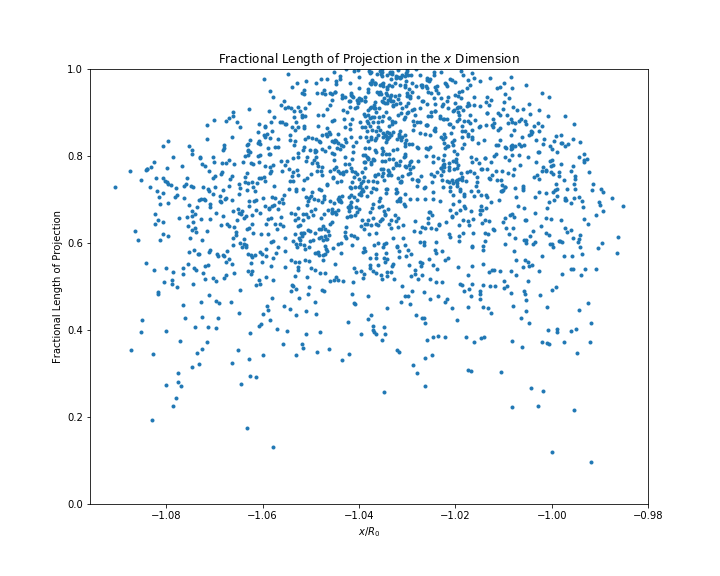 Fractional Length of Projection in the x Dimension
Fractional Length of Projection
1.0
0.8
0.6
0.4
0.2
0.0
−1.08 −1.06 −1.04 −1.02 −1.00 −0.98
x/R₀